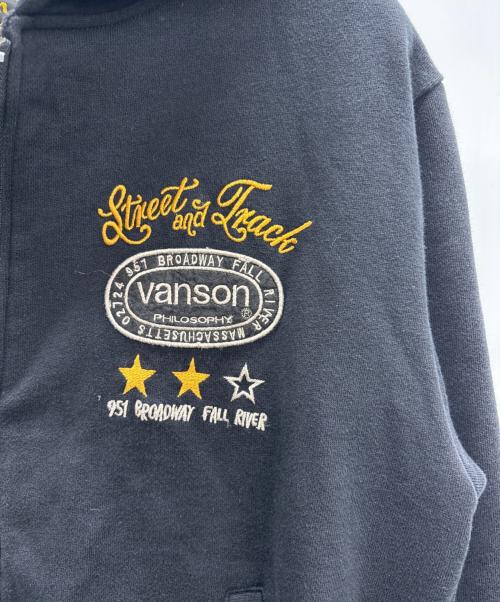 Street and Track
951 BROADWAY FALL RIVER MASSACHUSETTS 02724
vanson®
PHILOSOPHY
951 BROADWAY FALL RIVER